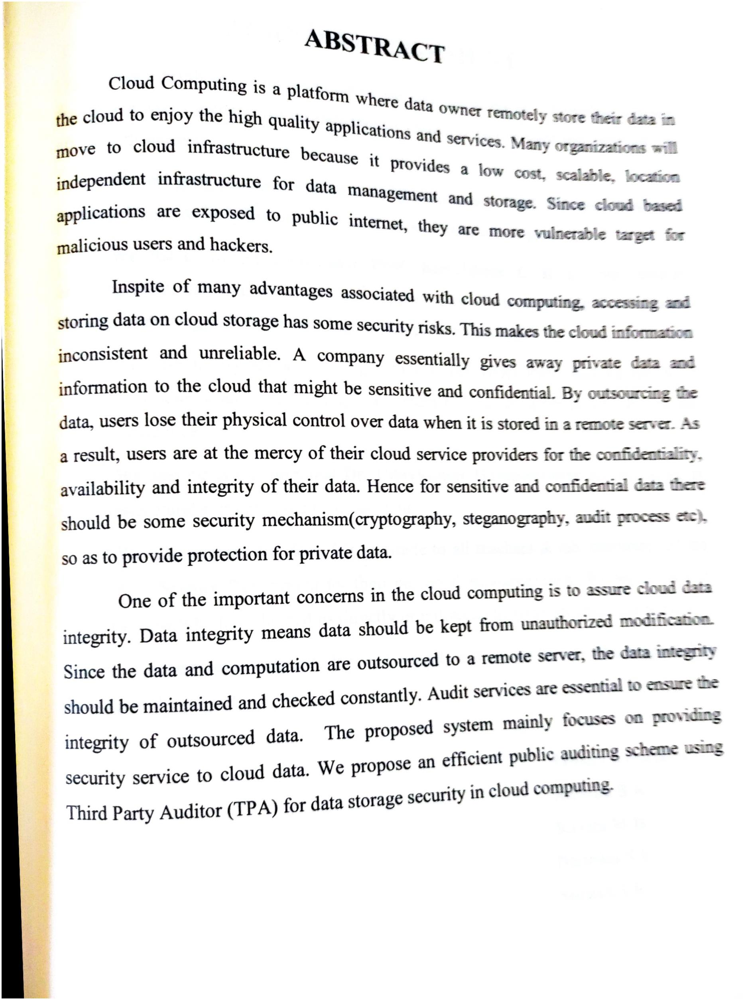 ABSTRACT
Cloud Computing is a platform where data owner remotely store their data in
the cloud to enjoy the high quality applications and services. Many organizations will
move to cloud infrastructure because it provides a low cost, scalable, location
independent infrastructure for data management and storage. Since cloud based
applications are exposed to public internet, they are more vulnerable target for
malicious users and hackers.
Inspite of many advantages associated with cloud computing, accessing and
storing data on cloud storage has some security risks. This makes the cloud information
inconsistent and unreliable. A company essentially gives away private data and
information to the cloud that might be sensitive and confidential. By outsourcing the
data, users lose their physical control over data when it is stored in a remote server. As
a result, users are at the mercy of their cloud service providers for the confidentiality,
availability and integrity of their data. Hence for sensitive and confidential data there
should be some security mechanism(cryptography, steganography, audit process etc),
so as to provide protection for private data.
One of the important concerns in the cloud computing is to assure cloud data
integrity. Data integrity means data should be kept from unauthorized modification.
Since the data and computation are outsourced to a remote server, the data integrity
should be maintained and checked constantly. Audit services are essential to ensure the
integrity of outsourced data. The proposed system mainly focuses on providing
security service to cloud data. We propose an efficient public auditing scheme using
Third Party Auditor (TPA) for data storage security in cloud computing.